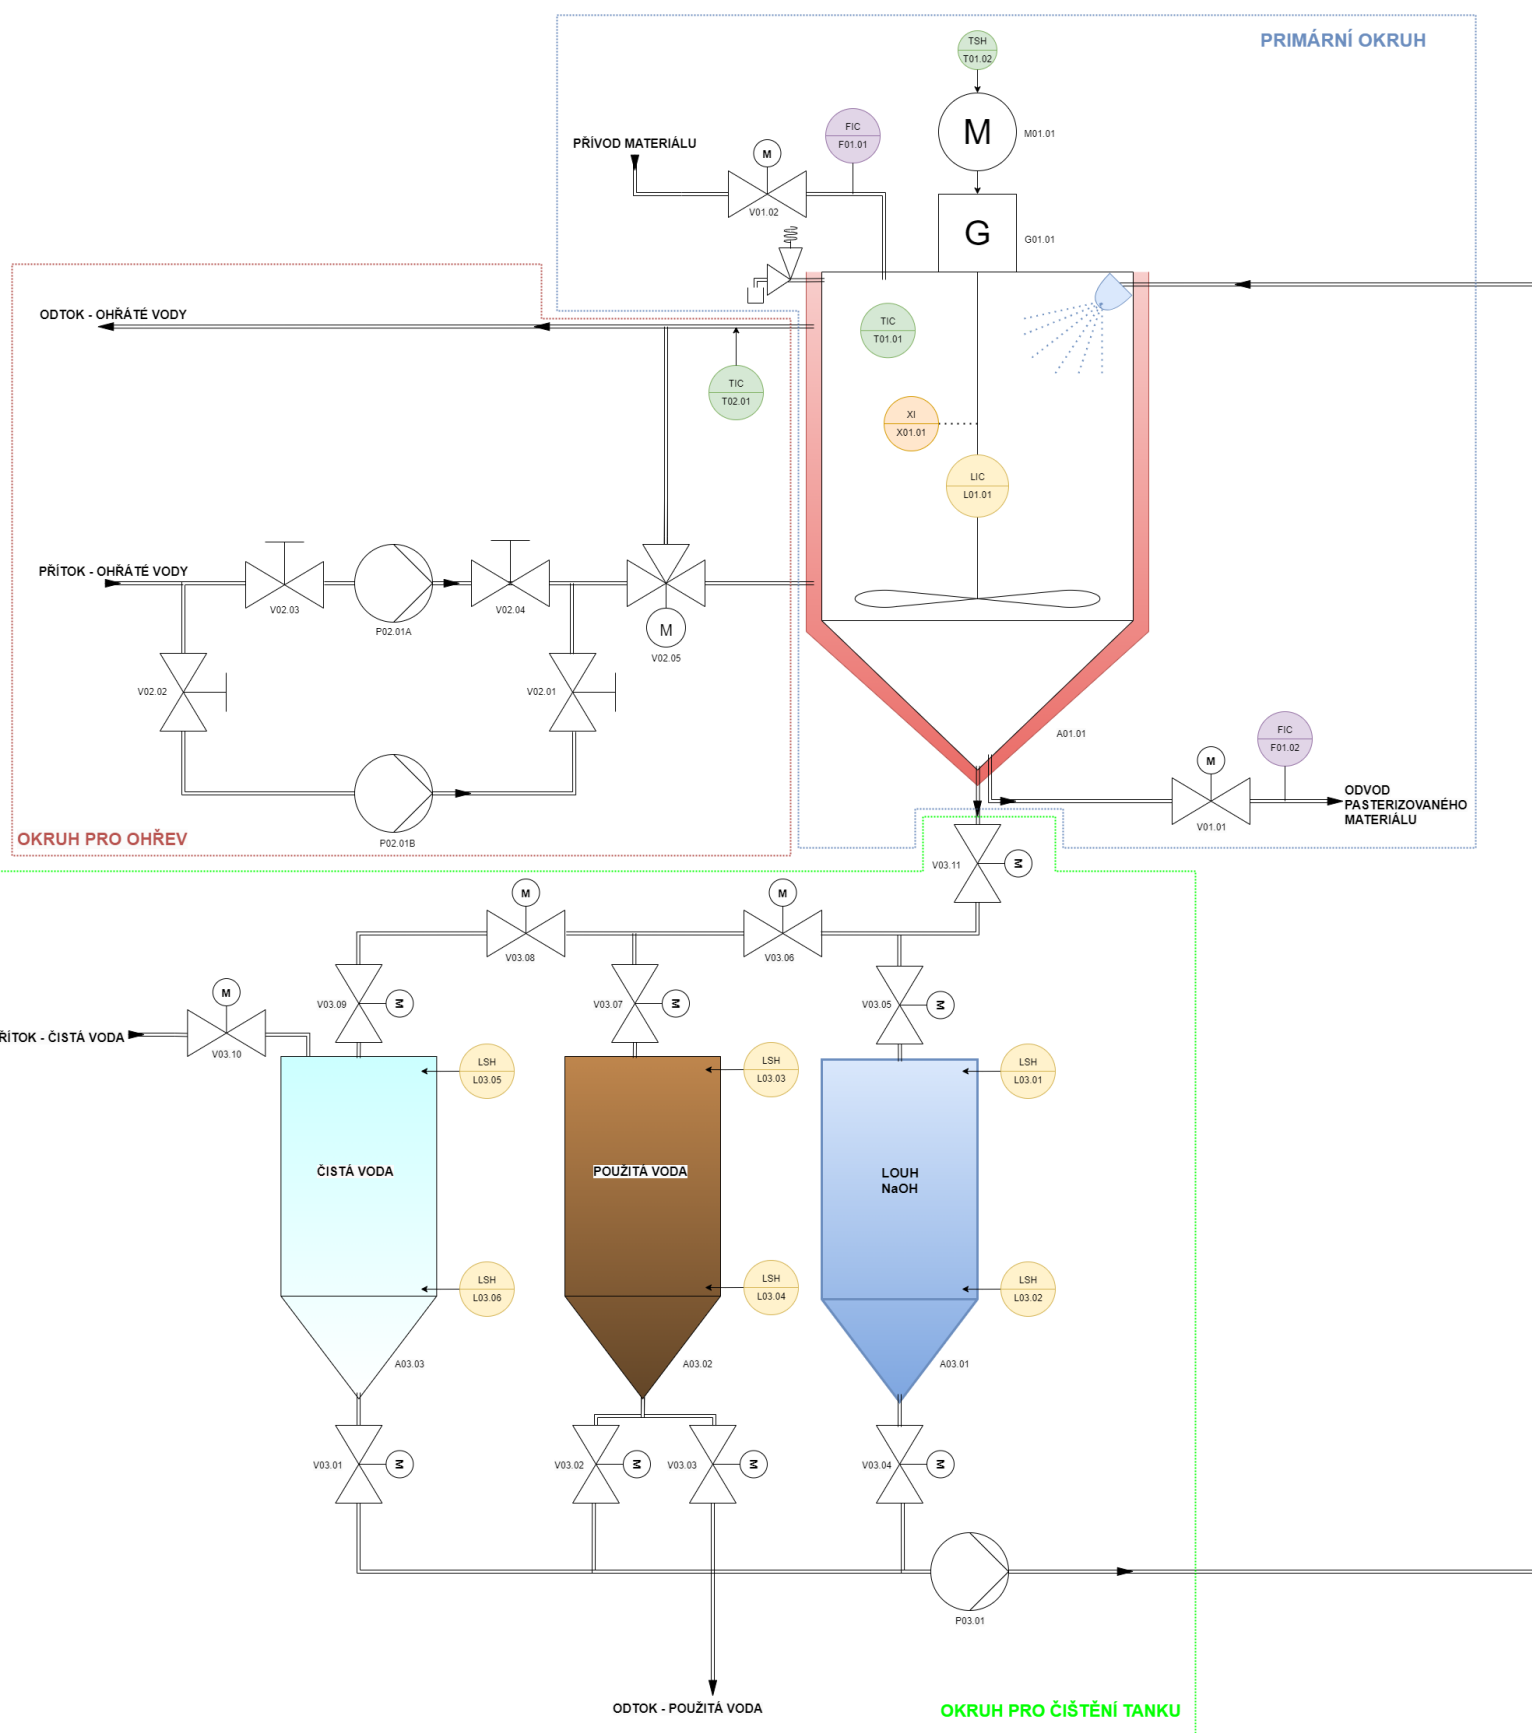 PRIMÁRNÍ OKRUH
TSH
T01.02
M
M01.01
FIC
F01.01
PŘÍVOD MATERIÁLU
M
V01.02
G
G01.01
ODTOK - OHŘÁTÉ VODY
TIC
T01.01
TIC
T02.01
XI
X01.01
LIC
L01.01
PŘÍTOK - OHŘÁTÉ VODY
V02.03
P02.01A
V02.04
M
V02.05
V02.02
V02.01
P02.01B
OKRUH PRO OHŘEV
A01.01
FIC
F01.02
M
V01.01
ODVOD
PASTERIZOVANÉHO
MATERIÁLU
V03.11
M
M
V03.08
M
V03.06
V03.09
M
V03.07
M
V03.05
M
M
V03.10
ŘÍTOK - ČISTÁ VODA
LSH
L03.05
LSH
L03.03
LSH
L03.01
ČISTÁ VODA
POUŽITÁ VODA
LOUH
NaOH
LSH
L03.06
LSH
L03.04
LSH
L03.02
A03.03
A03.02
A03.01
V03.01
M
V03.02
M
V03.03
M
V03.04
M
P03.01
ODTOK - POUŽITÁ VODA
OKRUH PRO ČIŠTĚNÍ TANKU